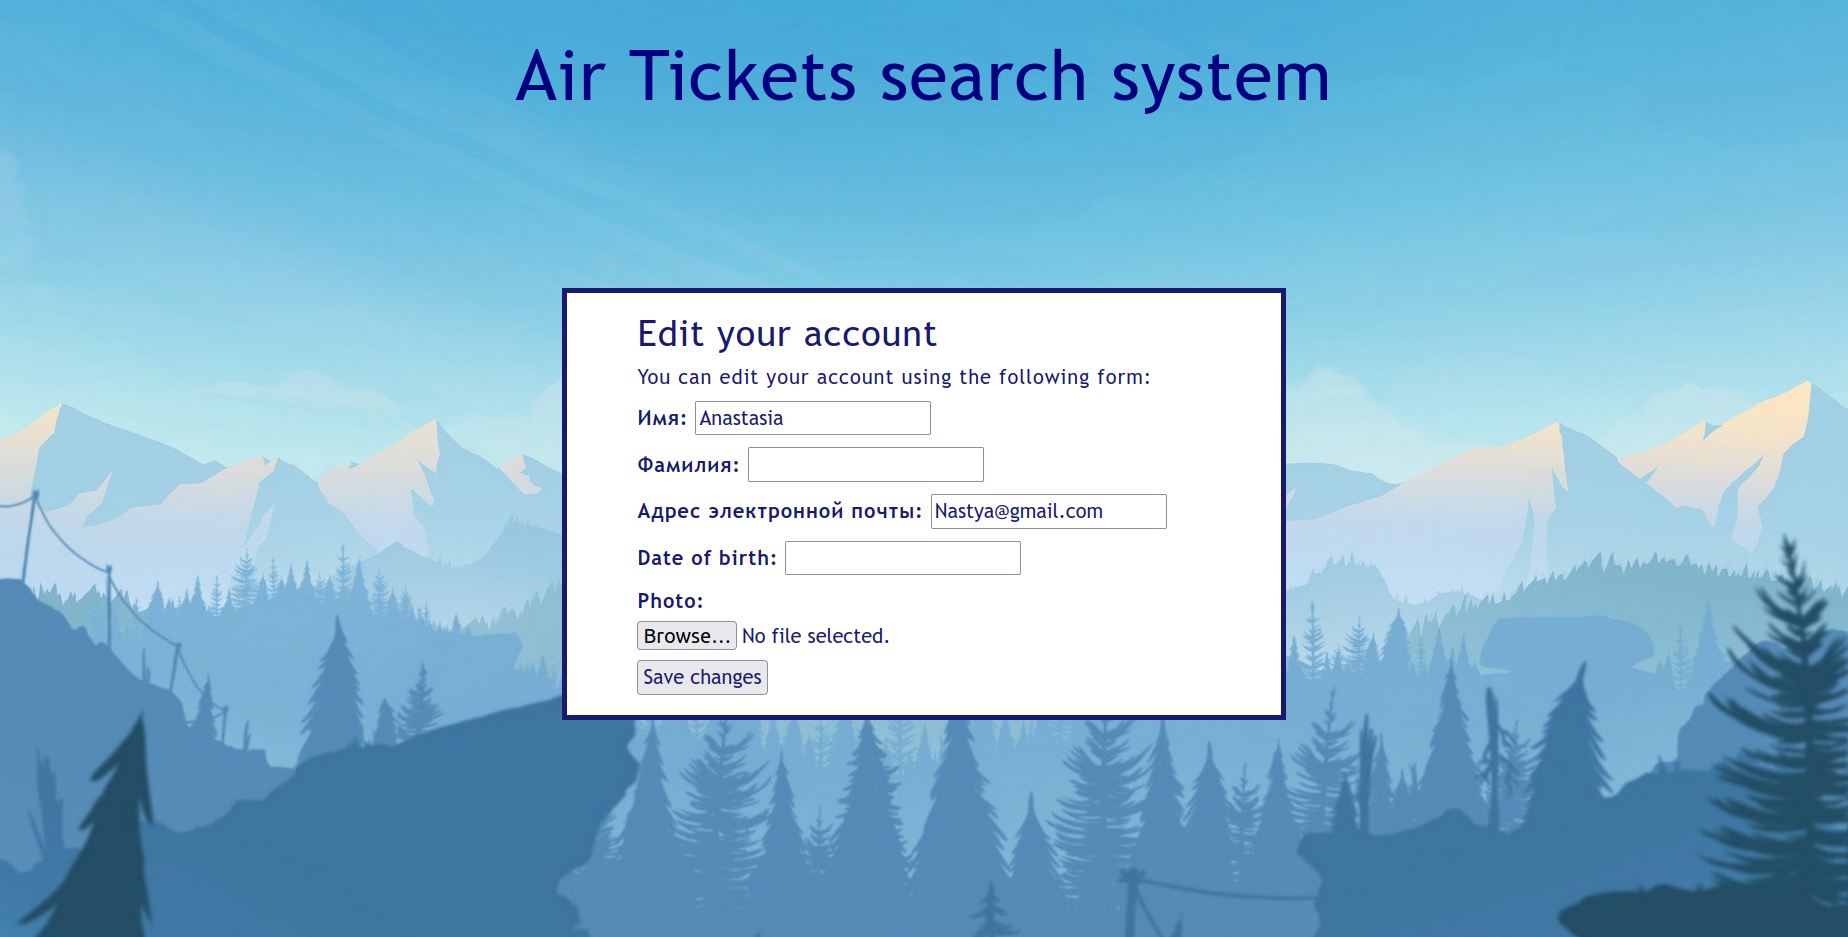 Air Tickets search system
Edit your account
You can edit your account using the following form:
Имя: Anastasia
Фамилия:
Адрес электронной почты: Nastya@gmail.com
Date of birth:
Photo:
Browse... No file selected.
Save changes